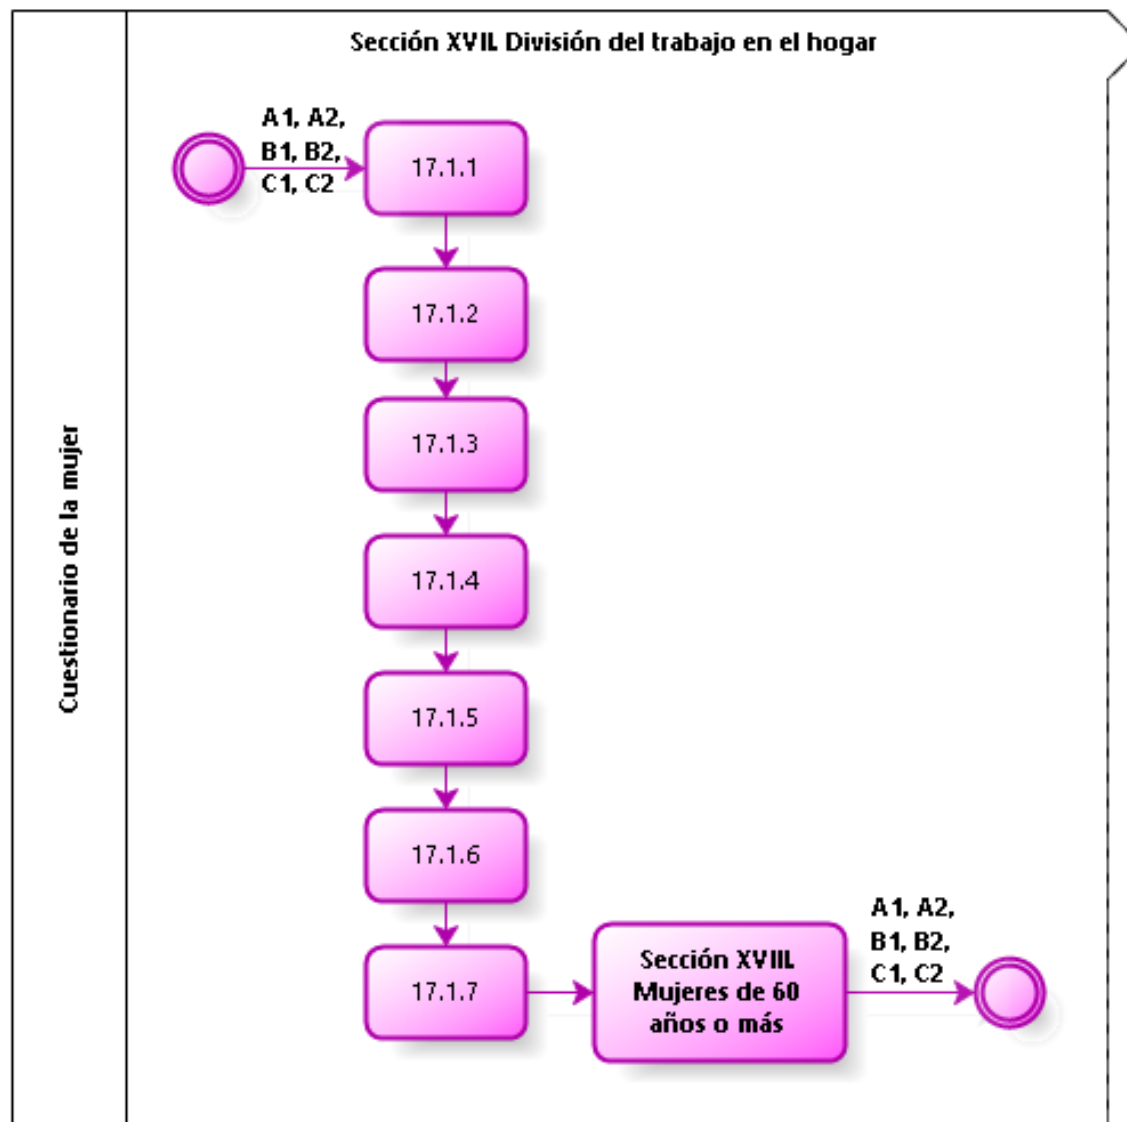 Sección XVII. División del trabajo en el hogar
Cuestionario de la mujer
A1, A2,
B1, B2,
C1, C2
17.1.1
17.1.2
17.1.3
17.1.4
17.1.5
17.1.6
17.1.7
Sección XVIII.
Mujeres de 60
años o más
A1, A2,
B1, B2,
C1, C2